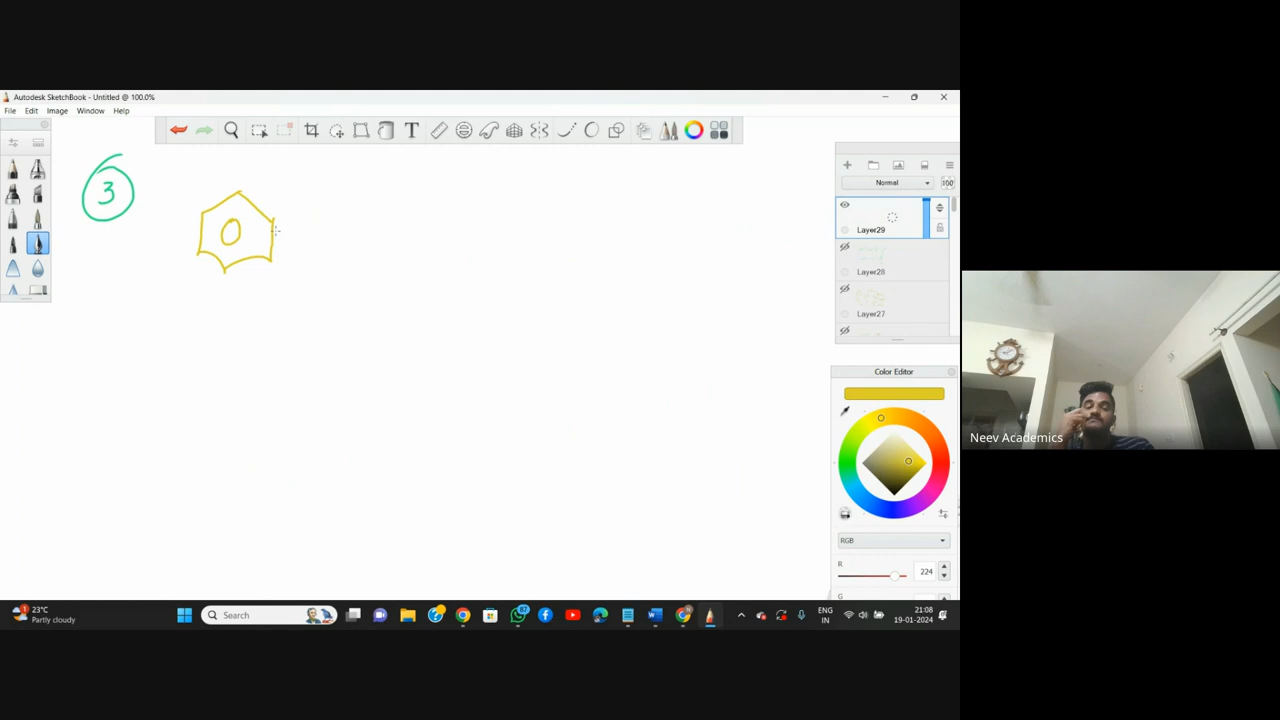 Autodesk SketchBook - Untitled @ 100.0%
File Edit Image Window Help
3
Normal
100
Layer29
Layer28
Layer27
Color Editor
RGB
R
224
G
Neev Academics
23°C
Partly cloudy
Search
ENG
IN
21:08
19-01-2024